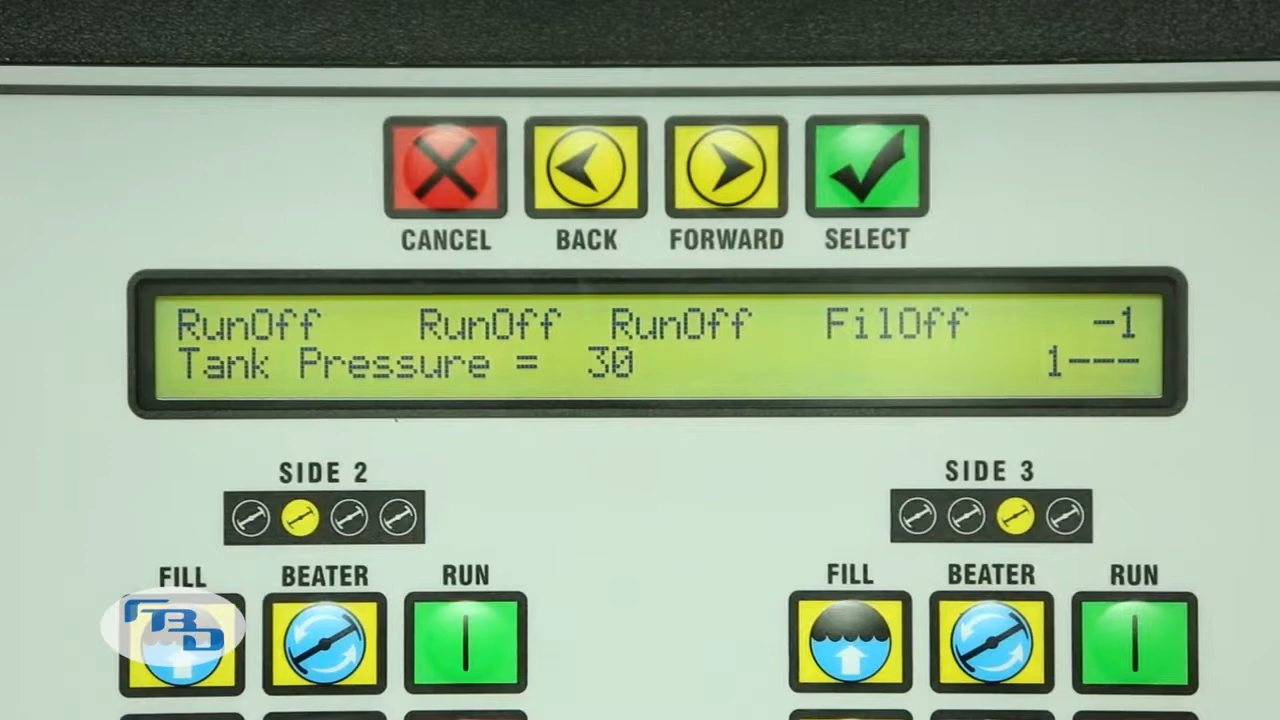 CANCEL BACK FORWARD SELECT
RunOff RunOff RunOff FilOff -1
Tank Pressure = 30 1---
SIDE 2 SIDE 3
FILL BEATER RUN FILL BEATER RUN
FBD